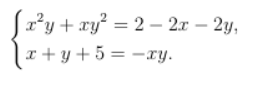 x²y + xy² = 2 − 2x − 2y,
x + y + 5 = −xy.